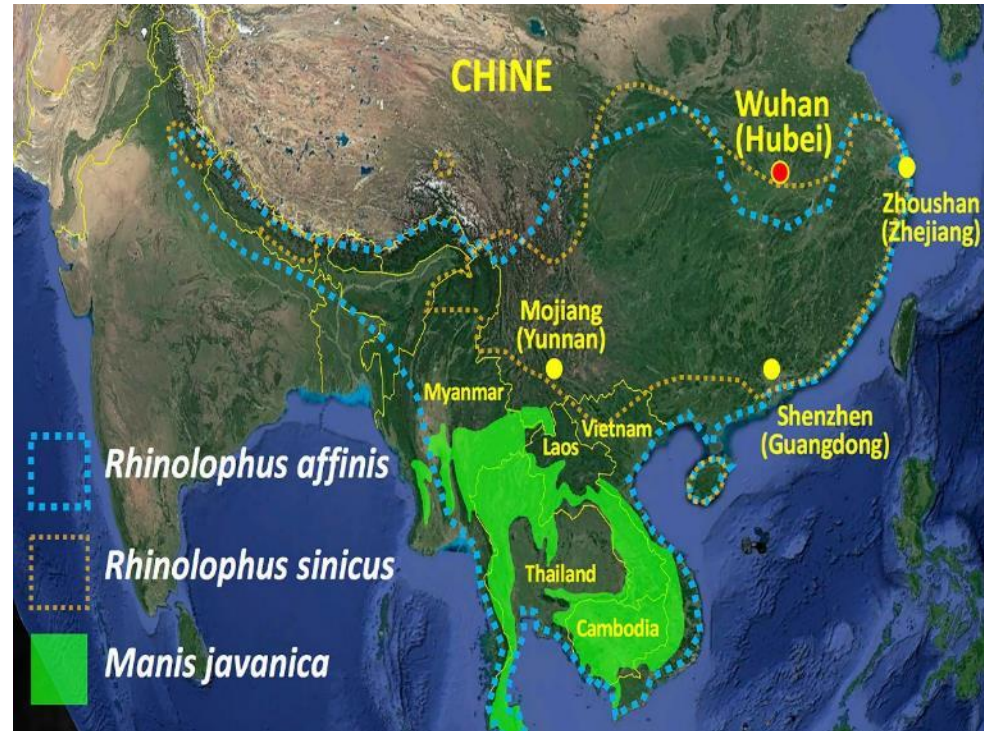 CHINE
Wuhan
(Hubei)
Zhoushan
(Zhejiang)
Mojiang
(Yunnan)
Myanmar
Laos
Vietnam
Shenzhen
(Guangdong)
Thailand
Cambodia
Rhinolophus affinis
Rhinolophus sinicus
Manis javanica